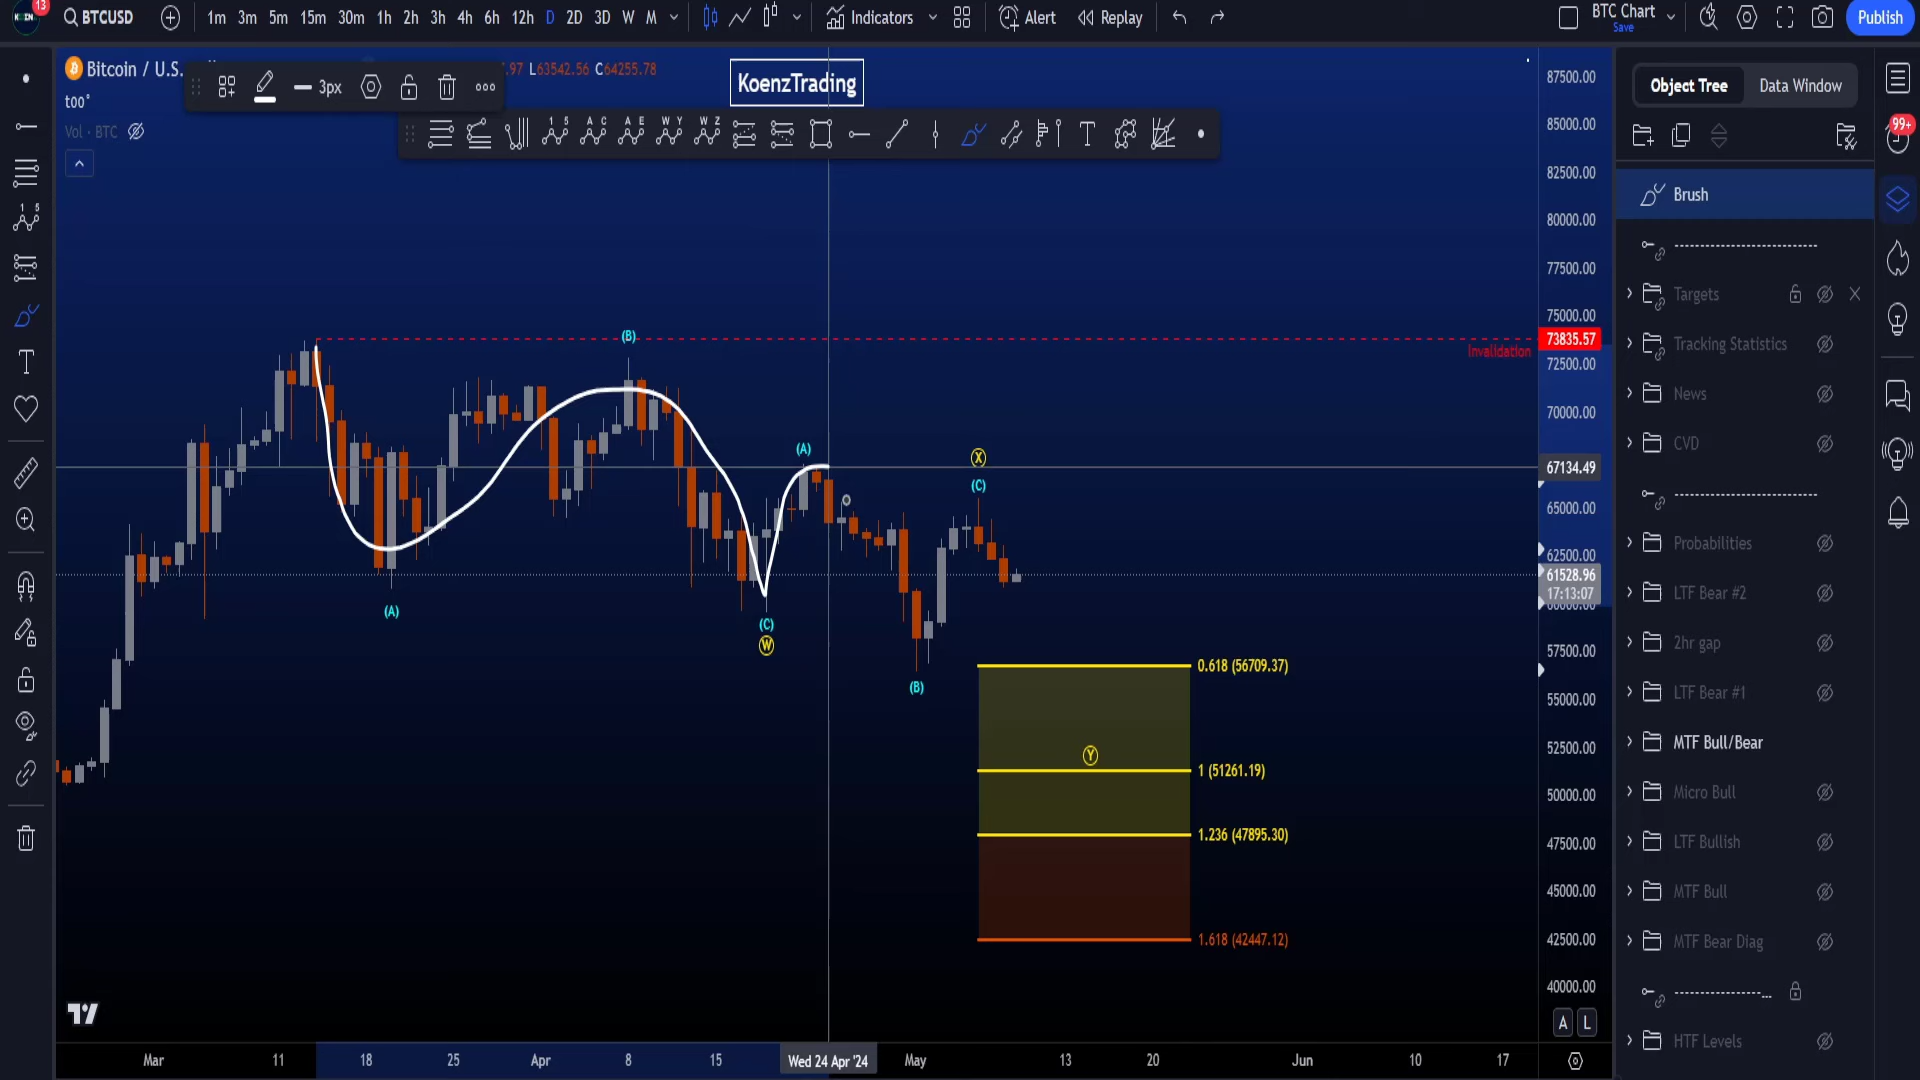 KOEN
13
BTCUSD
1m 3m 5m 15m 30m 1h 2h 3h 4h 6h 12h D 2D 3D W M
Indicators
Alert
Replay
BTC Chart
Save
Publish
Bitcoin / U.S.
.97 L63542.56 C64255.78
too°
Vol · BTC
3px
KoenzTrading
1 5
A C
A E
W Y
W Z
T
Object Tree
Data Window
99+
Brush
--------------------------
Targets
Tracking Statistics
News
CVD
--------------------------
Probabilities
LTF Bear #2
2hr gap
LTF Bear #1
MTF Bull/Bear
Micro Bull
LTF Bullish
MTF Bull
MTF Bear Diag
-----------------...
HTF Levels
87500.00
85000.00
82500.00
80000.00
77500.00
75000.00
73835.57
Invalidation
72500.00
70000.00
67134.49
65000.00
62500.00
61528.96
17:13:07
60000.00
57500.00
55000.00
52500.00
50000.00
47500.00
45000.00
42500.00
40000.00
(B)
(A)
X
(C)
(A)
(C)
W
(B)
0.618 (56709.37)
Y
1 (51261.19)
1.236 (47895.30)
1.618 (42447.12)
A L
Mar 11 18 25 Apr 8 15 Wed 24 Apr '24 May 13 20 Jun 10 17